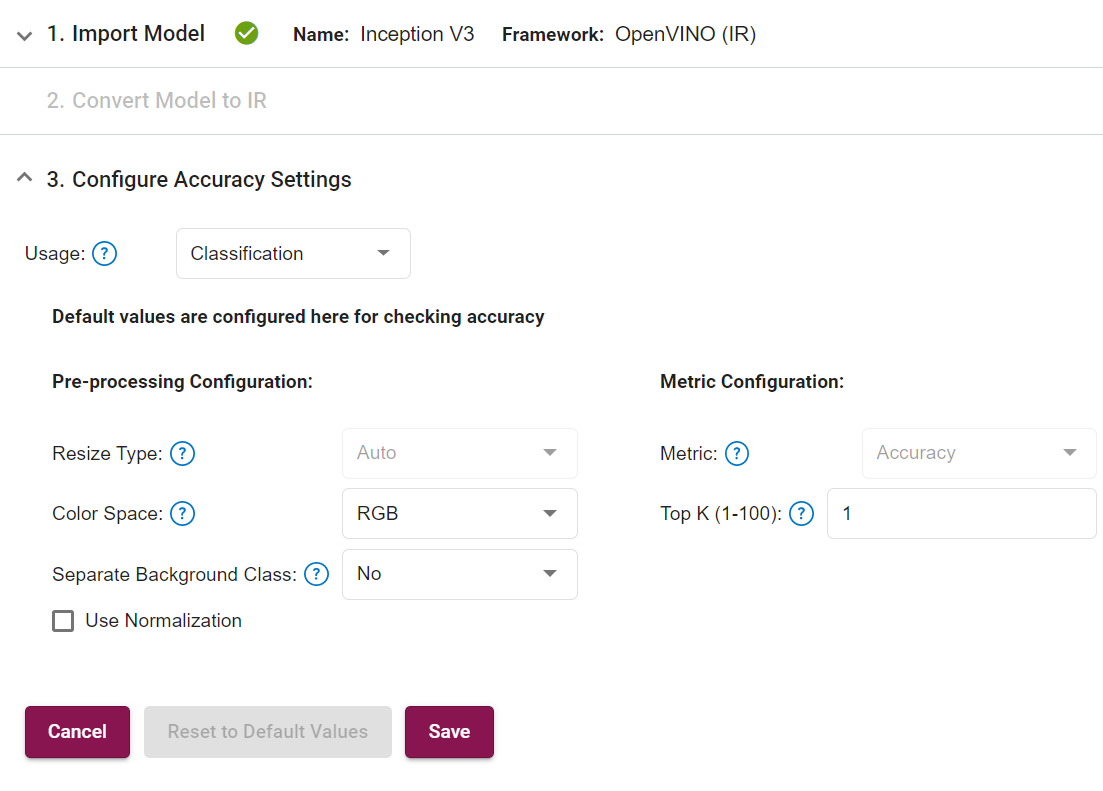 1. Import Model Name: Inception V3 Framework: OpenVINO (IR)
2. Convert Model to IR
3. Configure Accuracy Settings
Usage: ? Classification
Default values are configured here for checking accuracy
Pre-processing Configuration:
Resize Type: ? Auto
Color Space: ? RGB
Separate Background Class: ? No
Use Normalization
Metric Configuration:
Metric: ? Accuracy
Top K (1-100): ? 1
Cancel Reset to Default Values Save